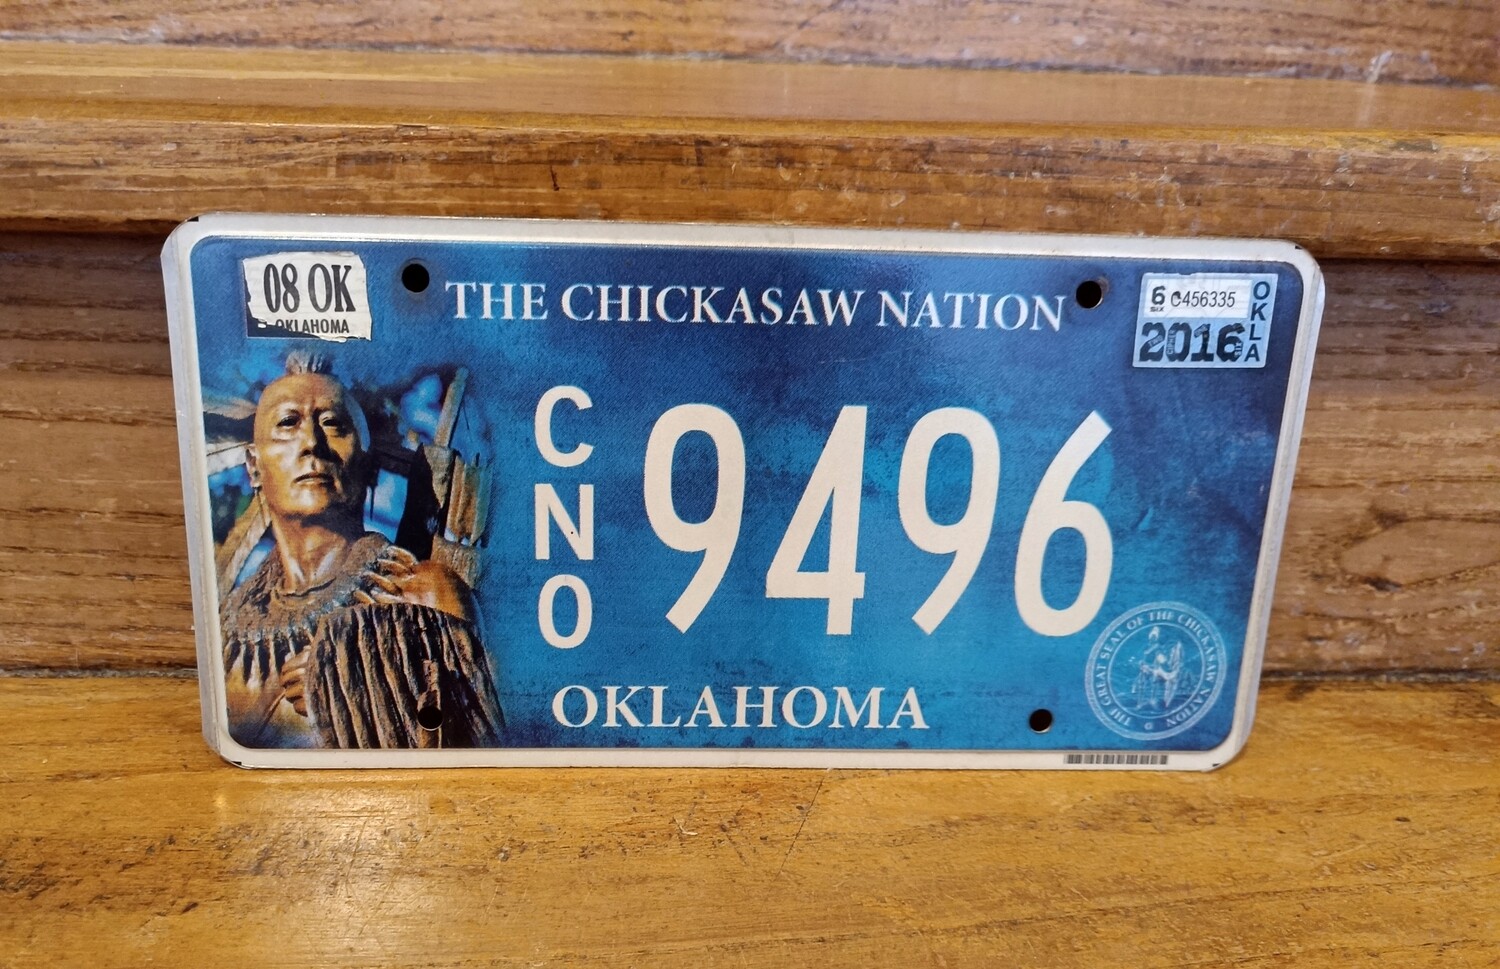 08 OK
OKLAHOMA
THE CHICKASAW NATION
6 C456335
SIX
2016
OKLA
CNO
9496
OKLAHOMA
THE GREAT SEAL OF THE CHICKASAW NATION